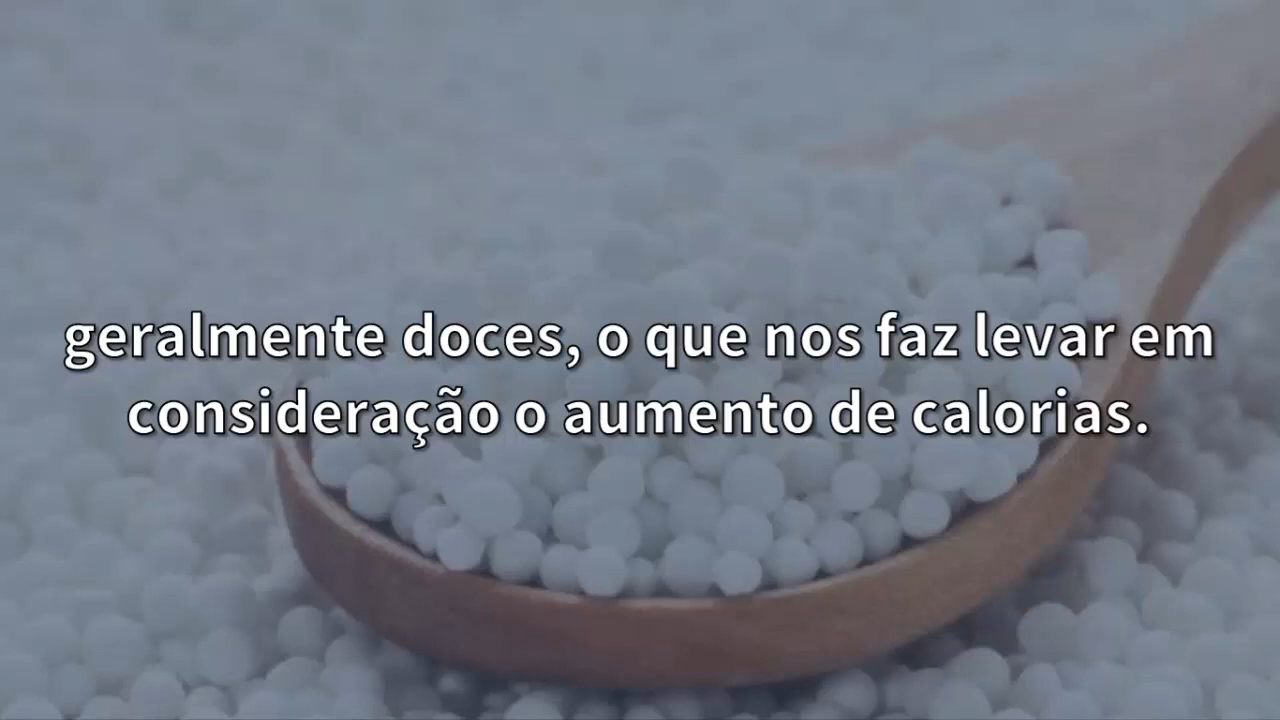 geralmente doces, o que nos faz levar em
consideração o aumento de calorias.